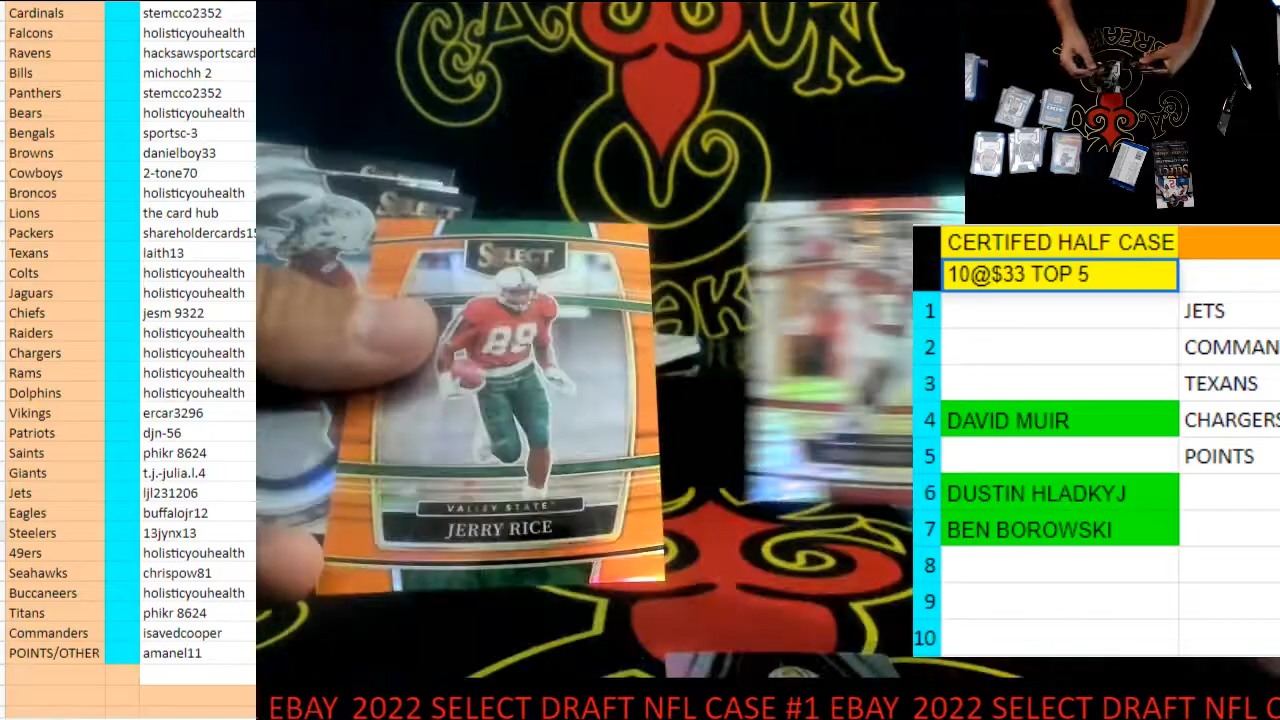 Cardinals stemcco2352
Falcons holisticyouhealth
Ravens hacksawsportscard
Bills michochh 2
Panthers stemcco2352
Bears holisticyouhealth
Bengals sportsc-3
Browns danielboy33
Cowboys 2-tone70
Broncos holisticyouhealth
Lions the card hub
Packers shareholdercards15
Texans laith13
Colts holisticyouhealth
Jaguars holisticyouhealth
Chiefs jesm 9322
Raiders holisticyouhealth
Chargers holisticyouhealth
Rams holisticyouhealth
Dolphins holisticyouhealth
Vikings ercar3296
Patriots djn-56
Saints phikr 8624
Giants t.j.-julia.l.4
Jets ljl231206
Eagles buffalojr12
Steelers 13jynx13
49ers holisticyouhealth
Seahawks chrispow81
Buccaneers holisticyouhealth
Titans phikr 8624
Commanders isavedcooper
POINTS/OTHER amanel11
SELECT
SELECT
89
VALLEY STATE
JERRY RICE
CERTIFED HALF CASE
10@$33 TOP 5
1 JETS
2 COMMAN
3 TEXANS
4 DAVID MUIR CHARGERS
5 POINTS
6 DUSTIN HLADKYJ
7 BEN BOROWSKI
8
9
10
EBAY 2022 SELECT DRAFT NFL CASE #1 EBAY 2022 SELECT DRAFT NFL C